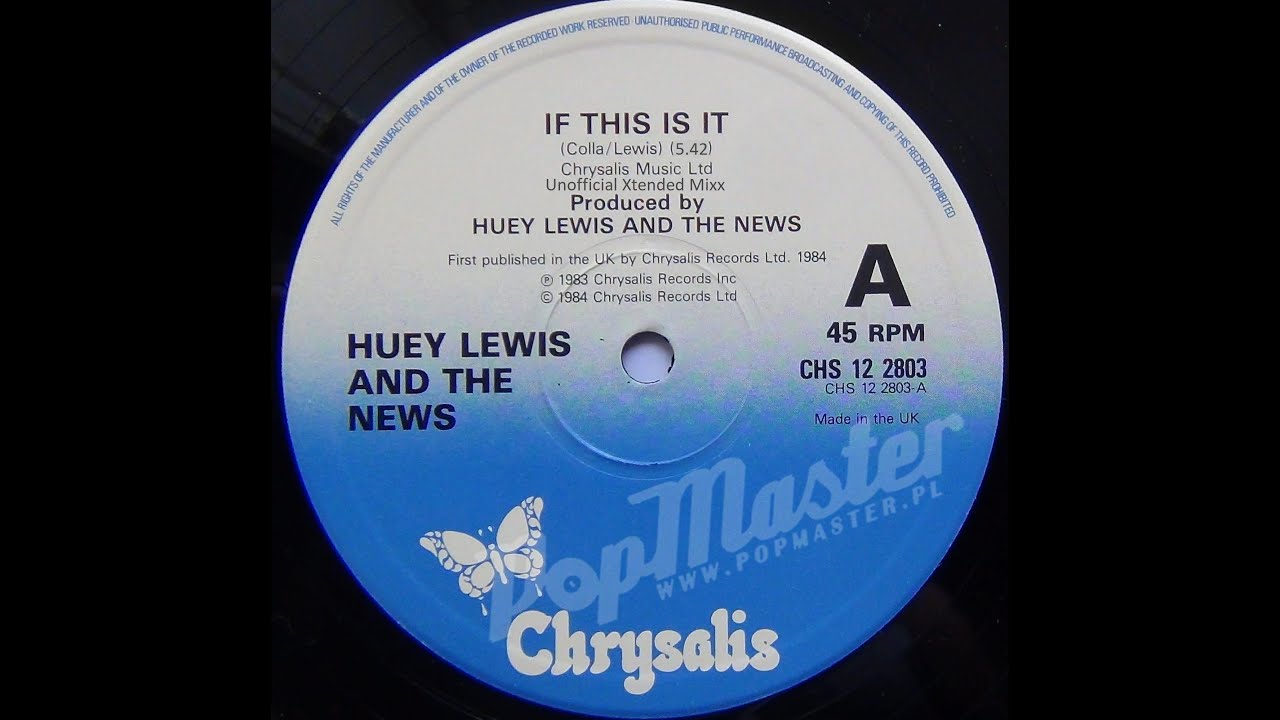 ALL RIGHTS OF THE MANUFACTURER AND OF THE OWNER OF THE RECORDED WORK RESERVED · UNAUTHORISED PUBLIC PERFORMANCE BROADCASTING AND COPYING OF THIS RECORD PROHIBITED
IF THIS IS IT
(Colla/Lewis) (5.42)
Chrysalis Music Ltd
Unofficial Xtended Mixx
Produced by
HUEY LEWIS AND THE NEWS
First published in the UK by Chrysalis Records Ltd. 1984
℗ 1983 Chrysalis Records Inc
© 1984 Chrysalis Records Ltd
A
45 RPM
CHS 12 2803
CHS 12 2803-A
Made in the UK
HUEY LEWIS
AND THE
NEWS
PopMaster
WWW.POPMASTER.PL
Chrysalis